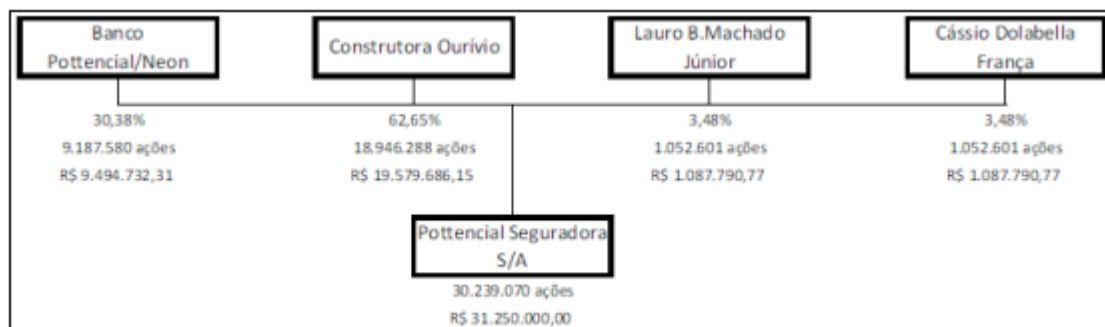 Banco
Pottencial/Neon
Construtora Ourívio
Lauro B.Machado
Júnior
Cássio Dolabella
França
30,38%
9.187.580 ações
R$ 9.494.732,31
62,65%
18.946.288 ações
R$ 19.579.686,15
3,48%
1.052.601 ações
R$ 1.087.790,77
3,48%
1.052.601 ações
R$ 1.087.790,77
Pottencial Seguradora
S/A
30.239.070 ações
R$ 31.250.000,00